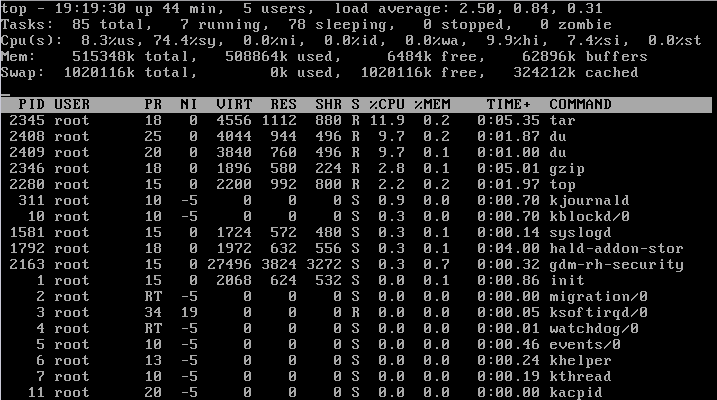 top - 19:19:30 up 44 min,  5 users,  load average: 2.50, 0.84, 0.31
Tasks:  85 total,   7 running,  78 sleeping,   0 stopped,   0 zombie
Cpu(s):  8.3%us, 74.4%sy,  0.0%ni,  0.0%id,  0.0%wa,  9.9%hi,  7.4%si,  0.0%st
Mem:    515348k total,   508864k used,     6484k free,    62896k buffers
Swap:  1020116k total,        0k used,  1020116k free,   324212k cached
  PID USER      PR  NI  VIRT  RES  SHR S %CPU %MEM    TIME+  COMMAND
 2345 root      18   0  4556 1112  880 R 11.9  0.2   0:05.35 tar
 2408 root      25   0  4044  944  496 R  9.7  0.2   0:01.87 du
 2409 root      20   0  3840  760  496 R  9.7  0.1   0:01.00 du
 2346 root      18   0  1896  580  224 R  2.8  0.1   0:05.01 gzip
 2280 root      15   0  2200  992  800 R  2.2  0.2   0:01.97 top
  311 root      10  -5     0    0    0 S  0.9  0.0   0:00.70 kjournald
   10 root      10  -5     0    0    0 S  0.3  0.0   0:00.70 kblockd/0
 1581 root      15   0  1724  572  480 S  0.3  0.1   0:00.14 syslogd
 1792 root      18   0  1972  632  556 S  0.3  0.1   0:04.00 hald-addon-stor
 2163 root      15   0 27496 3824 3272 S  0.3  0.7   0:00.32 gdm-rh-security
    1 root      15   0  2068  624  532 S  0.0  0.1   0:00.86 init
    2 root      RT  -5     0    0    0 S  0.0  0.0   0:00.00 migration/0
    3 root      34  19     0    0    0 R  0.0  0.0   0:00.05 ksoftirqd/0
    4 root      RT  -5     0    0    0 S  0.0  0.0   0:00.01 watchdog/0
    5 root      10  -5     0    0    0 S  0.0  0.0   0:00.46 events/0
    6 root      13  -5     0    0    0 S  0.0  0.0   0:00.24 khelper
    7 root      10  -5     0    0    0 S  0.0  0.0   0:00.19 kthread
   11 root      20  -5     0    0    0 S  0.0  0.0   0:00.00 kacpid